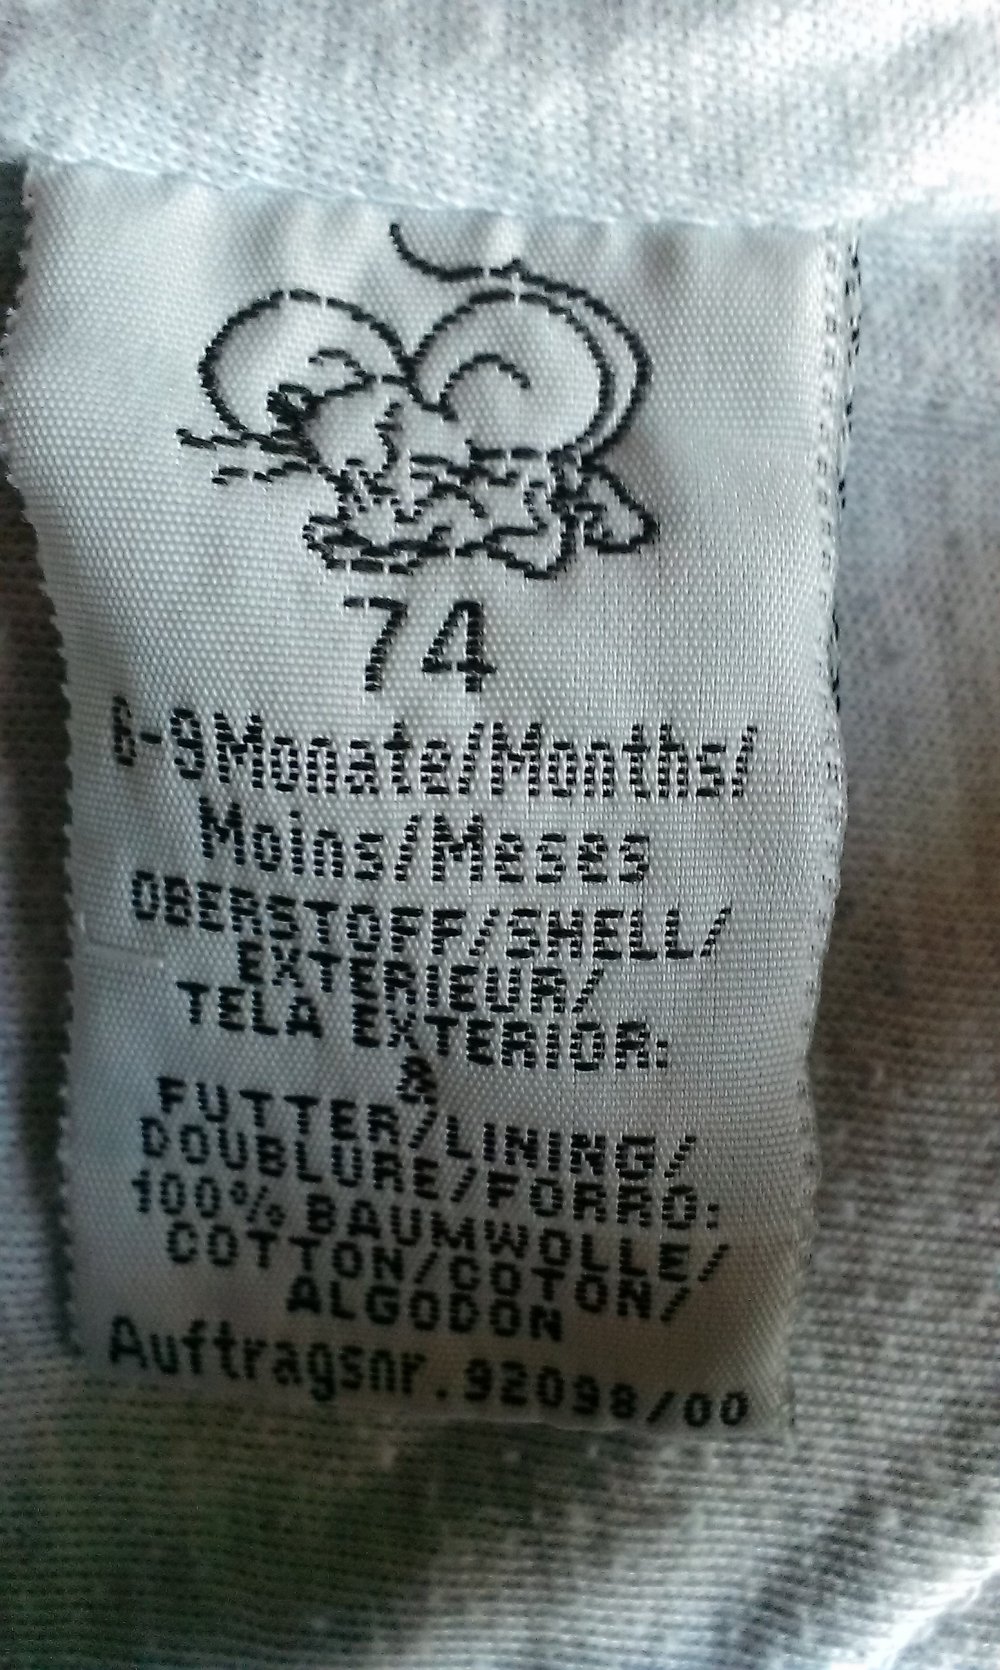 74
6-9Monate/Months/
Moins/Meses
OBERSTOFF/SHELL/
EXTERIEUR/
TELA EXTERIOR:
&
FUTTER/LINING/
DOUBLURE/FORRO:
100% BAUMWOLLE/
COTTON/COTON/
ALGODON
Auftragsnr.92098/00